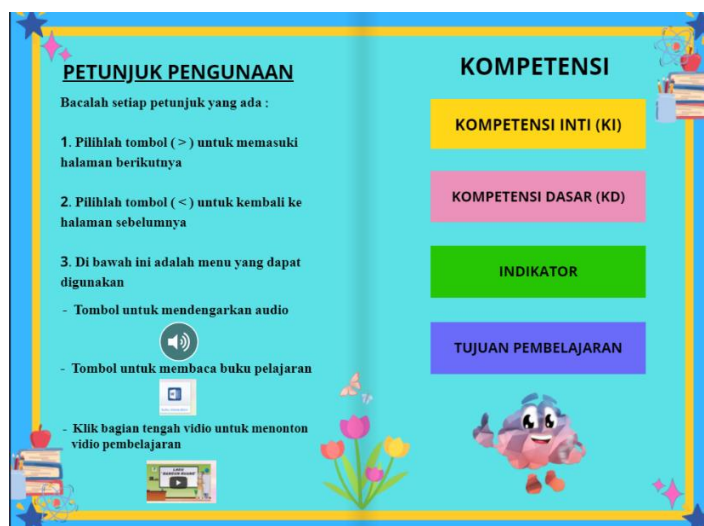 PETUNJUK PENGUNAAN
Bacalah setiap petunjuk yang ada :
1. Pilihlah tombol ( > ) untuk memasuki
halaman berikutnya
2. Pilihlah tombol ( < ) untuk kembali ke
halaman sebelumnya
3. Di bawah ini adalah menu yang dapat
digunakan
- Tombol untuk mendengarkan audio
- Tombol untuk membaca buku pelajaran
- Klik bagian tengah vidio untuk menonton
vidio pembelajaran
KOMPETENSI
KOMPETENSI INTI (KI)
KOMPETENSI DASAR (KD)
INDIKATOR
TUJUAN PEMBELAJARAN